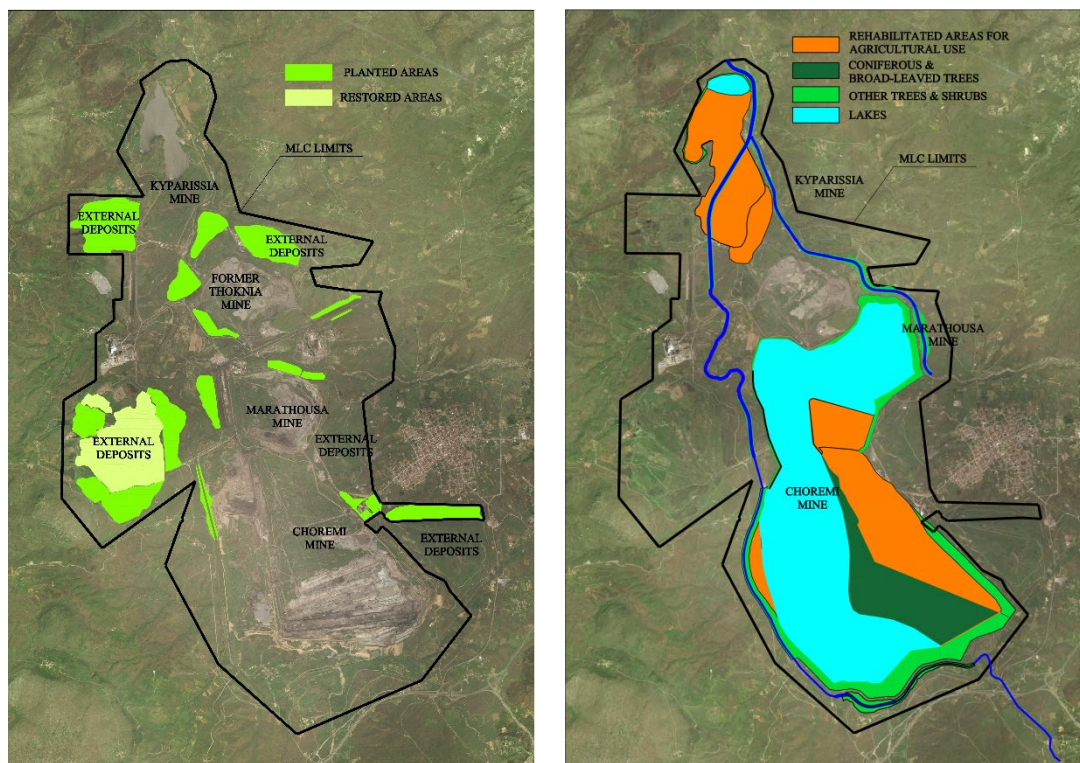 PLANTED AREAS
RESTORED AREAS
MLC LIMITS
KYPARISSIA
MINE
EXTERNAL
DEPOSITS
EXTERNAL
DEPOSITS
FORMER
THOKNIA
MINE
MARATHOUSA
MINE
EXTERNAL
DEPOSITS
EXTERNAL
DEPOSITS
CHOREMI
MINE
EXTERNAL
DEPOSITS
REHABILITATED AREAS FOR
AGRICULTURAL USE
CONIFEROUS &
BROAD-LEAVED TREES
OTHER TREES & SHRUBS
LAKES
MLC LIMITS
KYPARISSIA
MINE
MARATHOUSA
MINE
CHOREMI
MINE